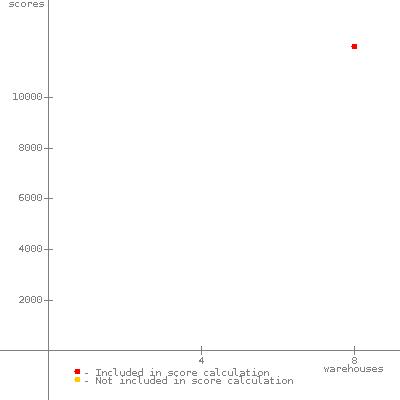 scores
10000
8000
6000
4000
2000
4
8
warehouses
- Included in score calculation
- Not included in score calculation